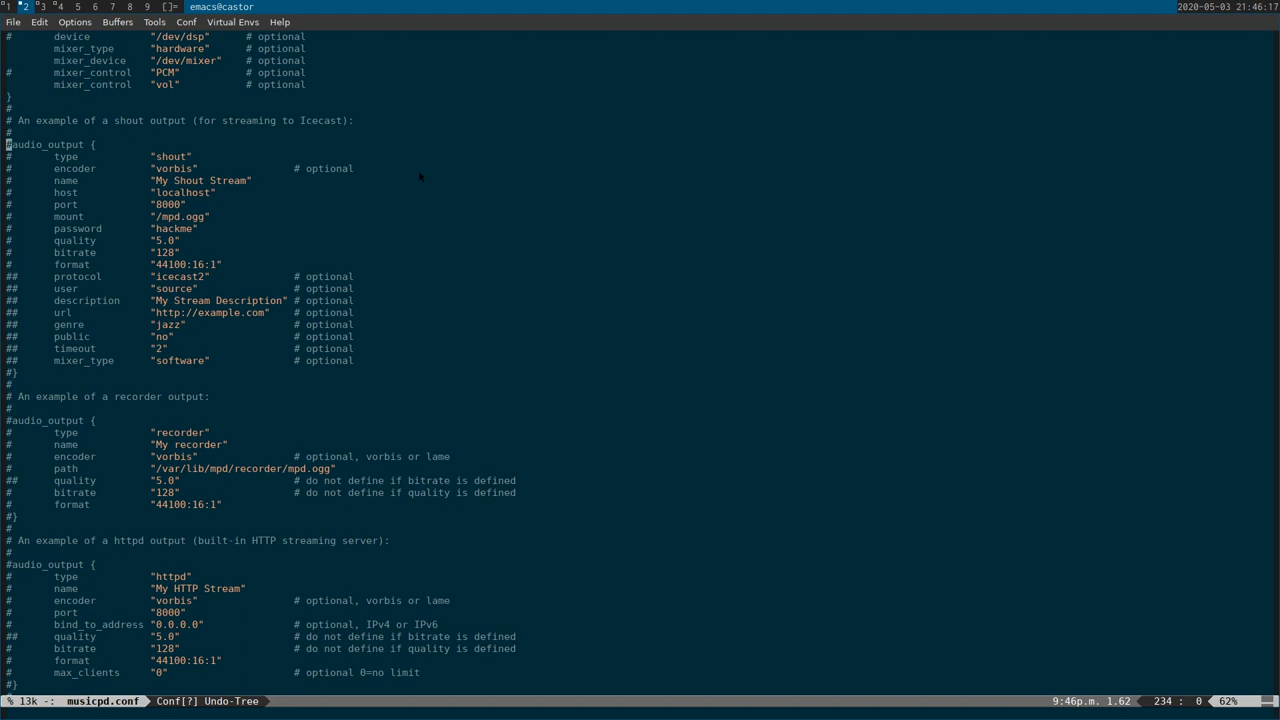 1 2 3 4 5 6 7 8 9 []= emacs@castor 2020-05-03 21:46:17
File Edit Options Buffers Tools Conf Virtual Envs Help
# device "/dev/dsp" # optional
mixer_type "hardware" # optional
mixer_device "/dev/mixer" # optional
# mixer_control "PCM" # optional
mixer_control "vol" # optional
}
#
# An example of a shout output (for streaming to Icecast):
#
#audio_output {
# type "shout"
# encoder "vorbis" # optional
# name "My Shout Stream"
# host "localhost"
# port "8000"
# mount "/mpd.ogg"
# password "hackme"
# quality "5.0"
# bitrate "128"
# format "44100:16:1"
## protocol "icecast2" # optional
## user "source" # optional
## description "My Stream Description" # optional
## url "http://example.com" # optional
## genre "jazz" # optional
## public "no" # optional
## timeout "2" # optional
## mixer_type "software" # optional
#}
#
# An example of a recorder output:
#
#audio_output {
# type "recorder"
# name "My recorder"
# encoder "vorbis" # optional, vorbis or lame
# path "/var/lib/mpd/recorder/mpd.ogg"
## quality "5.0" # do not define if bitrate is defined
# bitrate "128" # do not define if quality is defined
# format "44100:16:1"
#}
#
# An example of a httpd output (built-in HTTP streaming server):
#
#audio_output {
# type "httpd"
# name "My HTTP Stream"
# encoder "vorbis" # optional, vorbis or lame
# port "8000"
# bind_to_address "0.0.0.0" # optional, IPv4 or IPv6
## quality "5.0" # do not define if bitrate is defined
# bitrate "128" # do not define if quality is defined
# format "44100:16:1"
# max_clients "0" # optional 0=no limit
#}
% 13k -: musicpd.conf Conf[?] Undo-Tree 9:46p.m. 1.62 234 : 0 62%